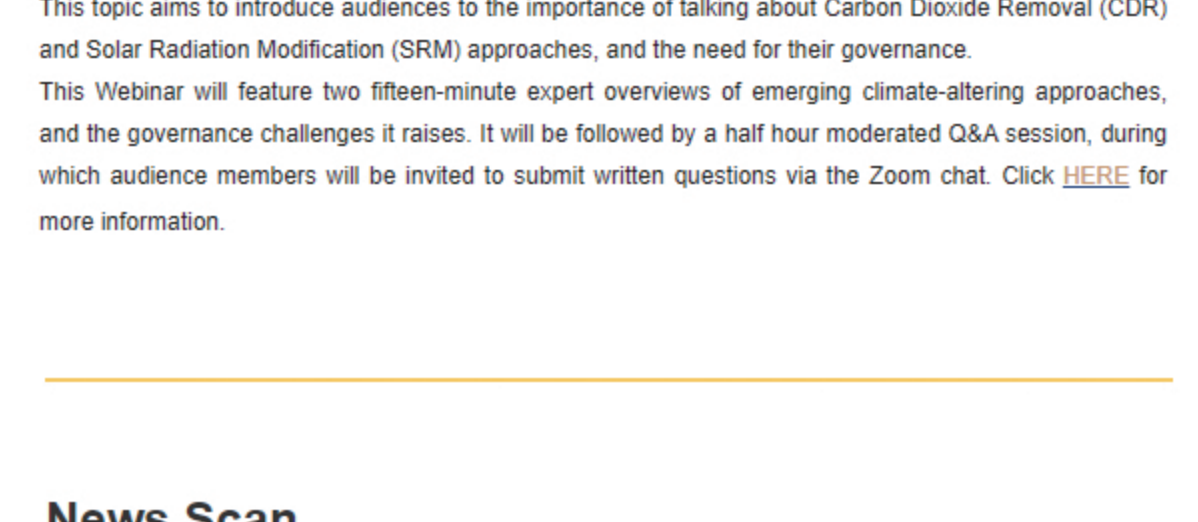 This topic aims to introduce audiences to the importance of talking about Carbon Dioxide Removal (CDR)
and Solar Radiation Modification (SRM) approaches, and the need for their governance.
This Webinar will feature two fifteen-minute expert overviews of emerging climate-altering approaches,
and the governance challenges it raises. It will be followed by a half hour moderated Q&A session, during
which audience members will be invited to submit written questions via the Zoom chat. Click HERE for
more information.
News Scan